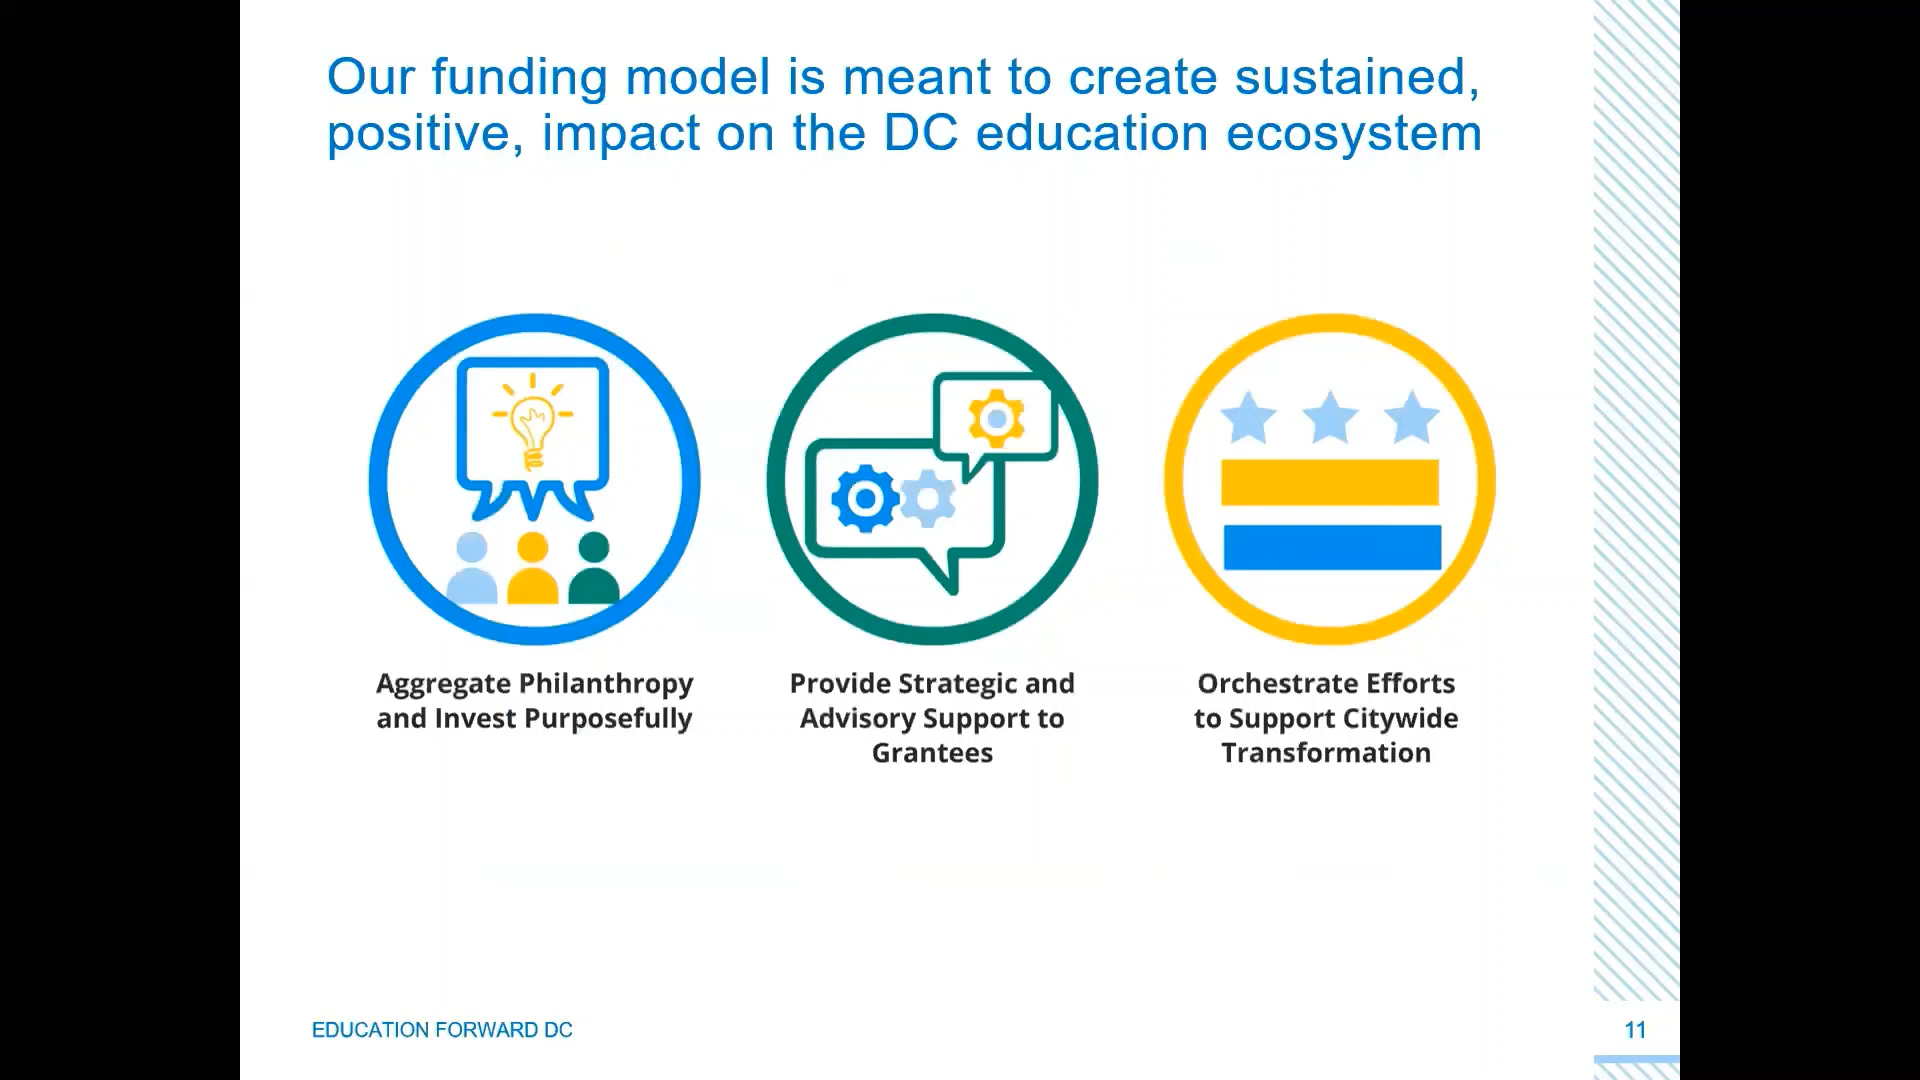 Our funding model is meant to create sustained,
positive, impact on the DC education ecosystem
Aggregate Philanthropy
and Invest Purposefully
Provide Strategic and
Advisory Support to
Grantees
Orchestrate Efforts
to Support Citywide
Transformation
EDUCATION FORWARD DC
11